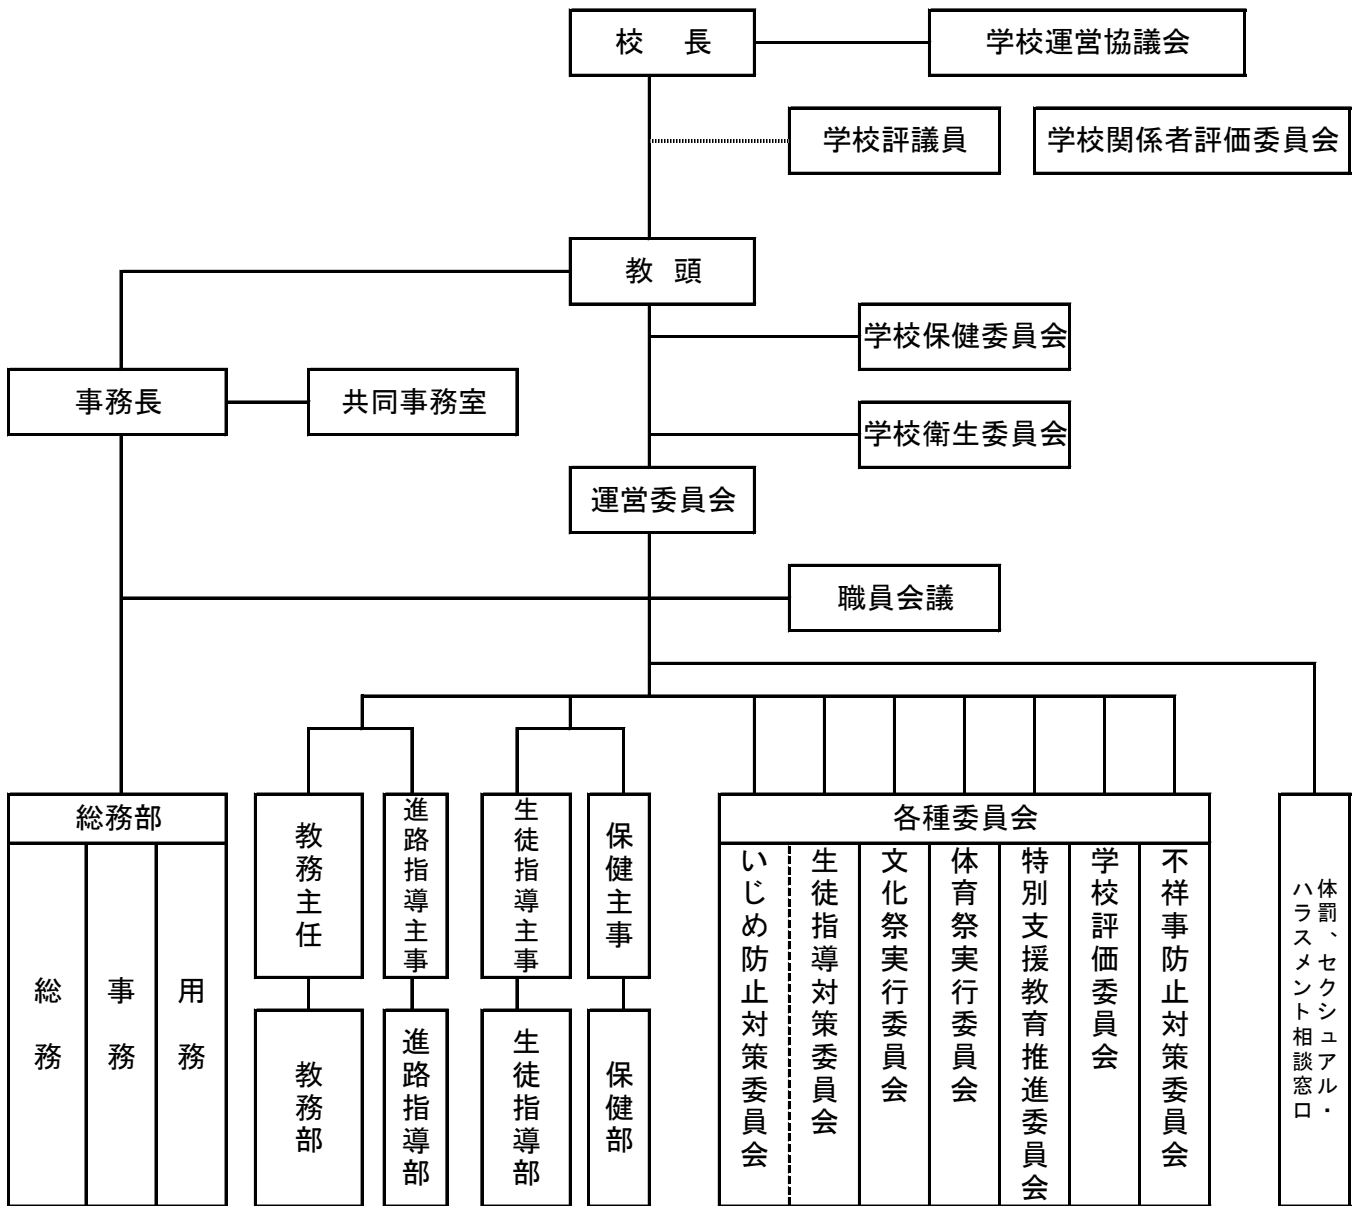 校　長
学校運営協議会
学校評議員
学校関係者評価委員会
教 頭
学校保健委員会
事務長
共同事務室
学校衛生委員会
運営委員会
職員会議
総務部
総務
事務
用務
教務主任
進路指導主事
生徒指導主事
保健主事
教務部
進路指導部
生徒指導部
保健部
各種委員会
いじめ防止対策委員会
生徒指導対策委員会
文化祭実行委員会
体育祭実行委員会
特別支援教育推進委員会
学校評価委員会
不祥事防止対策委員会
体罰、セクシュアル・
ハラスメント相談窓口